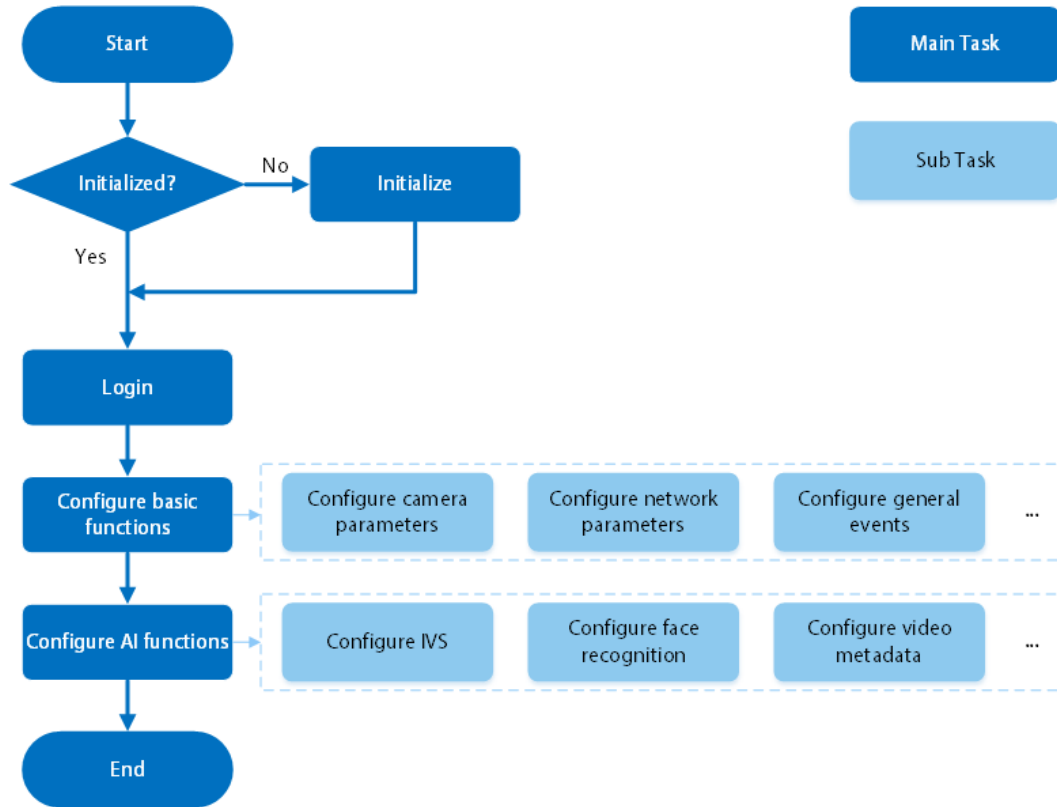 Start
Main Task
Sub Task
Initialized?
No
Initialize
Yes
Login
Configure basic
functions
Configure camera
parameters
Configure network
parameters
Configure general
events
...
Configure AI functions
Configure IVS
Configure face
recognition
Configure video
metadata
...
End